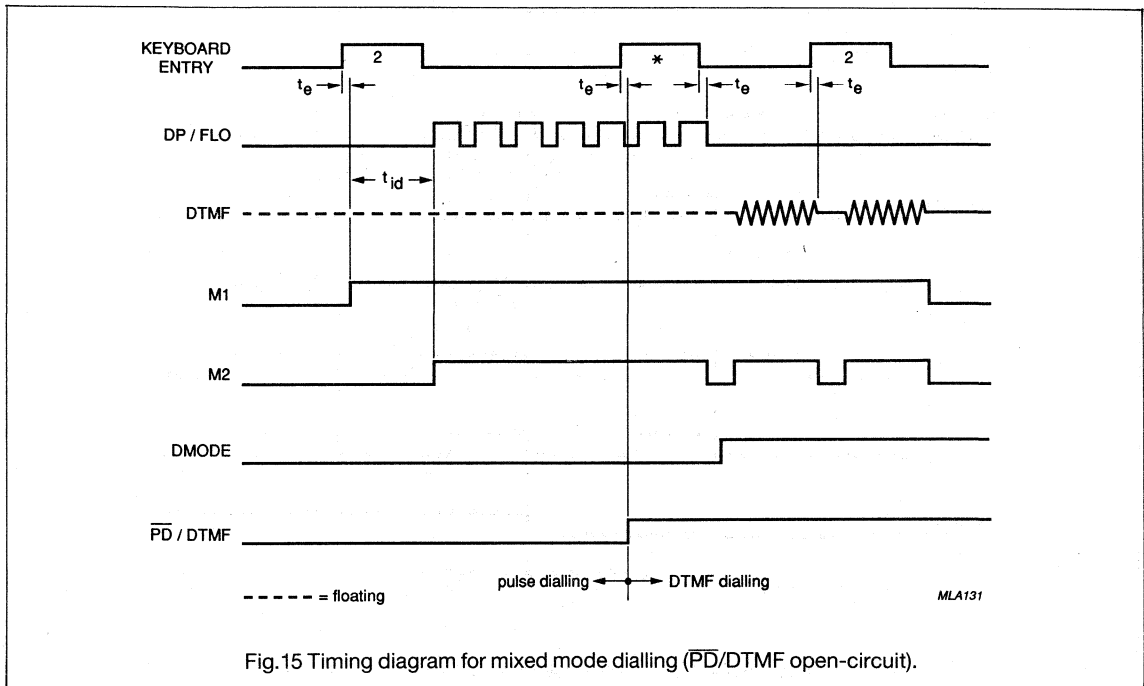 KEYBOARD
ENTRY
2
*
2
te
te
te
te
DP / FLO
tid
DTMF
M1
M2
DMODE
PD / DTMF
pulse dialling
DTMF dialling
= floating
MLA131
Fig.15 Timing diagram for mixed mode dialling (PD/DTMF open-circuit).